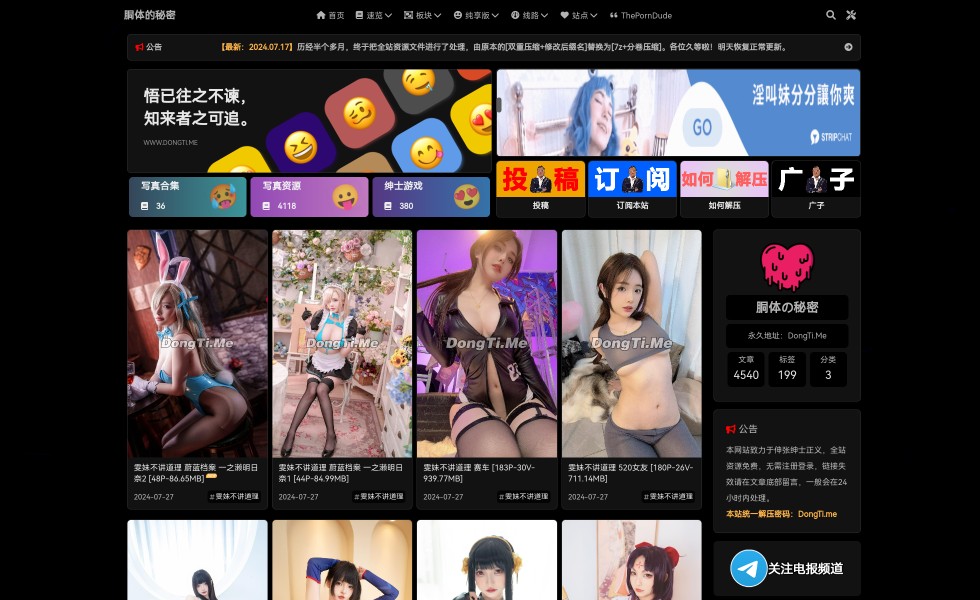 胴体的秘密
首页 速览 板块 纯享版 线路 站点 ThePornDude
公告
【最新：2024.07.17】历经半个多月，终于把全站资源文件进行了处理，由原本的[双重压缩+修改后缀名]替换为[7z+分卷压缩]。各位久等啦！明天恢复正常更新。
悟已往之不谏，
知来者之可追。
WWW.DONGTI.ME
淫叫妹分分讓你爽
GO
STRIPCHAT
写真合集
36
写真资源
4118
绅士游戏
380
投稿
订阅
如何解压
广子
投稿
订阅本站
如何解压
广子
DongTi.Me
DongTi.Me
DongTi.Me
DongTi.Me
雯妹不讲道理 蔚蓝档案 一之濑明日
奈2 [48P-86.65MB]
2024-07-27
#雯妹不讲道理
雯妹不讲道理 蔚蓝档案 一之濑明日
奈1 [44P-84.99MB]
2024-07-27
#雯妹不讲道理
雯妹不讲道理 赛车 [183P-30V-
939.77MB]
2024-07-27
#雯妹不讲道理
雯妹不讲道理 520女友 [180P-26V-
711.14MB]
2024-07-27
#雯妹不讲道理
胴体の秘密
永久地址：DongTi.Me
文章
4540
标签
199
分类
3
公告
本网站致力于伸张绅士正义，全站
资源免费，无需注册登录，链接失
效请在文章底部留言，一般会在24
小时内处理。
本站统一解压密码：DongTi.me
关注电报频道